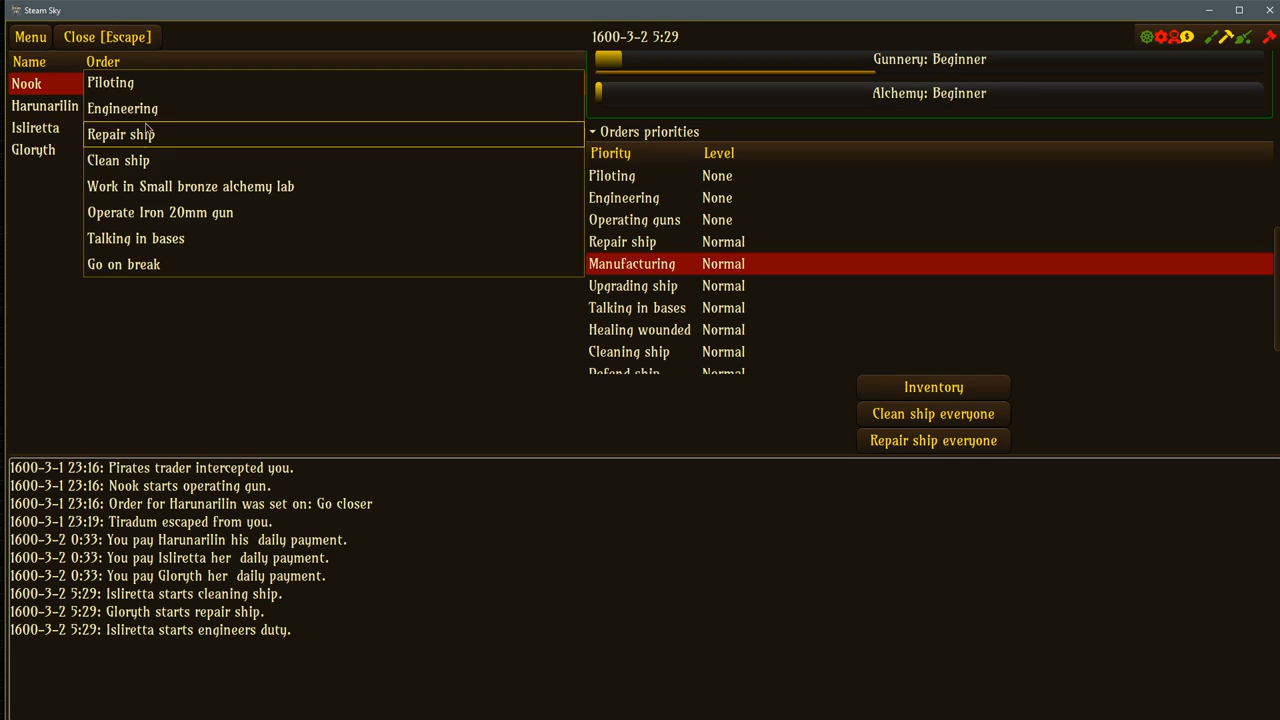 Steam Sky
Menu Close [Escape] 1600-3-2 5:29
Name Order
Nook
Harunarilin
Isliretta
Gloryth
Piloting
Engineering
Repair ship
Clean ship
Work in Small bronze alchemy lab
Operate Iron 20mm gun
Talking in bases
Go on break
Gunnery: Beginner
Alchemy: Beginner
Orders priorities
Piority Level
Piloting None
Engineering None
Operating guns None
Repair ship Normal
Manufacturing Normal
Upgrading ship Normal
Talking in bases Normal
Healing wounded Normal
Cleaning ship Normal
Defend ship Normal
Inventory
Clean ship everyone
Repair ship everyone
1600-3-1 23:16: Pirates trader intercepted you.
1600-3-1 23:16: Nook starts operating gun.
1600-3-1 23:16: Order for Harunarilin was set on: Go closer
1600-3-1 23:19: Tiradum escaped from you.
1600-3-2 0:33: You pay Harunarilin his daily payment.
1600-3-2 0:33: You pay Isliretta her daily payment.
1600-3-2 0:33: You pay Gloryth her daily payment.
1600-3-2 5:29: Isliretta starts cleaning ship.
1600-3-2 5:29: Gloryth starts repair ship.
1600-3-2 5:29: Isliretta starts engineers duty.